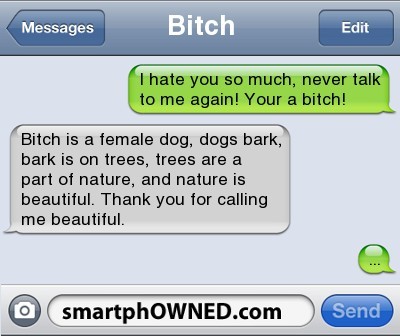 Messages
Bitch
Edit
I hate you so much, never talk
to me again! Your a bitch!
Bitch is a female dog, dogs bark,
bark is on trees, trees are a
part of nature, and nature is
beautiful. Thank you for calling
me beautiful.
...
smartphOWNED.com
Send